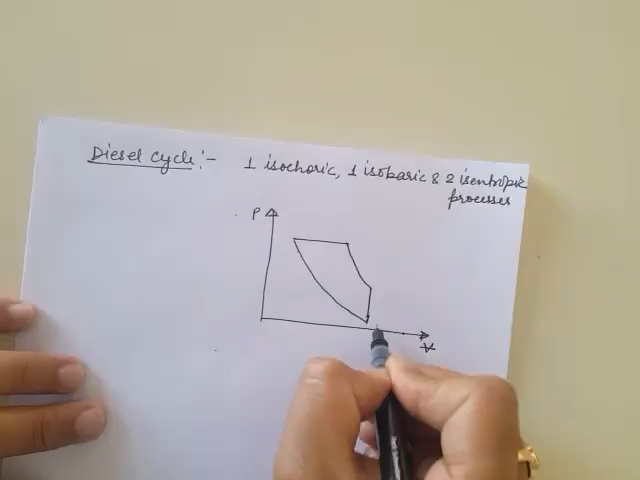 Diesel Cycle:- 1 isochoric, 1 isobaric & 2 isentropic
processes
P
V